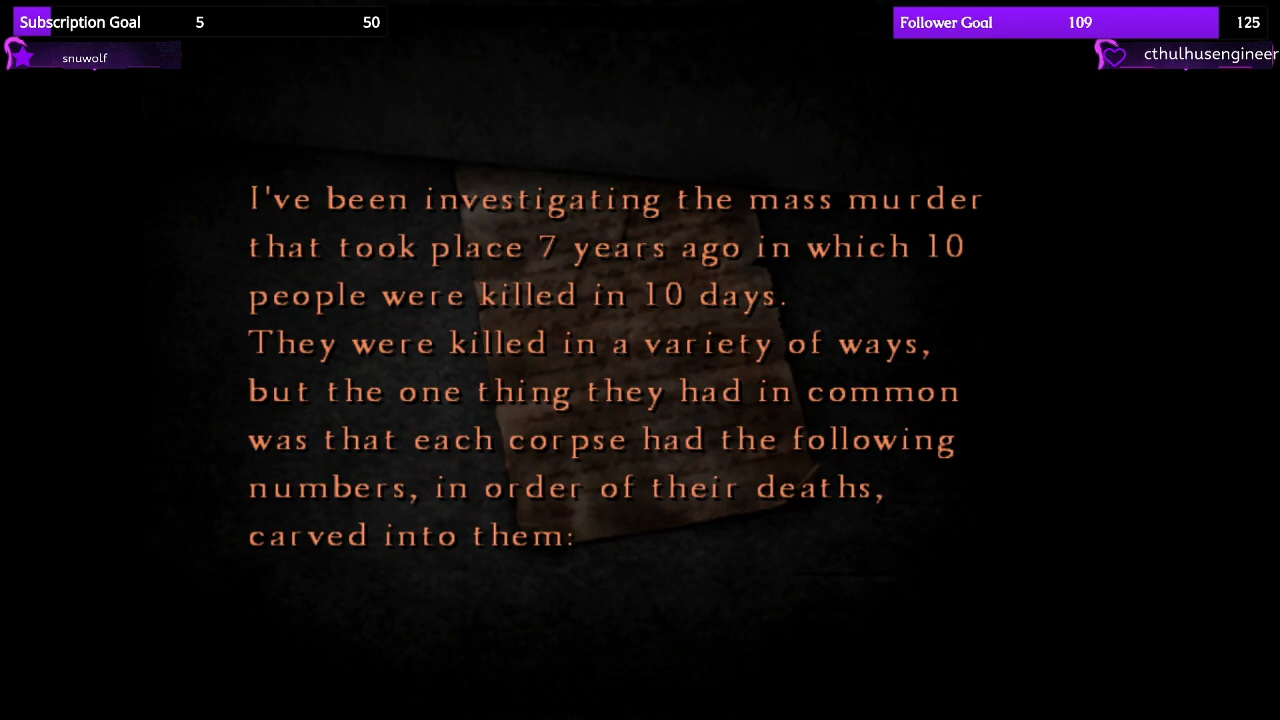 Subscription Goal 5 50
Follower Goal 109 125
snuwolf
cthulhusengineer
I've been investigating the mass murder
that took place 7 years ago in which 10
people were killed in 10 days.
They were killed in a variety of ways,
but the one thing they had in common
was that each corpse had the following
numbers, in order of their deaths,
carved into them: